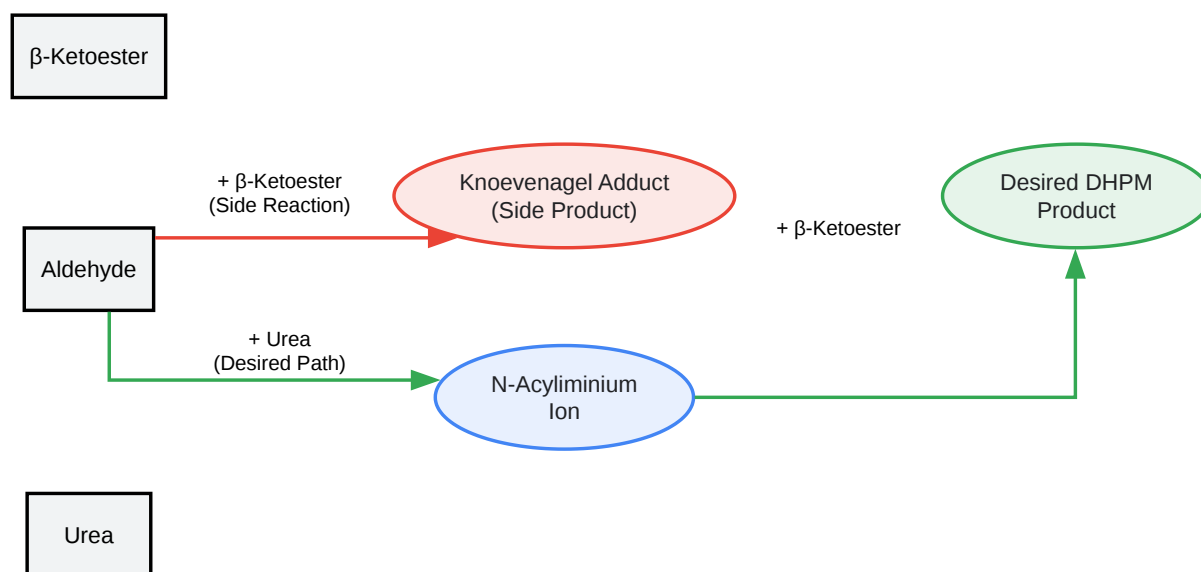 β-Ketoester
+ β-Ketoester
(Side Reaction)
Knoevenagel Adduct
(Side Product)
Desired DHPM
Product
+ β-Ketoester
Aldehyde
+ Urea
(Desired Path)
N-Acyliminium
Ion
Urea